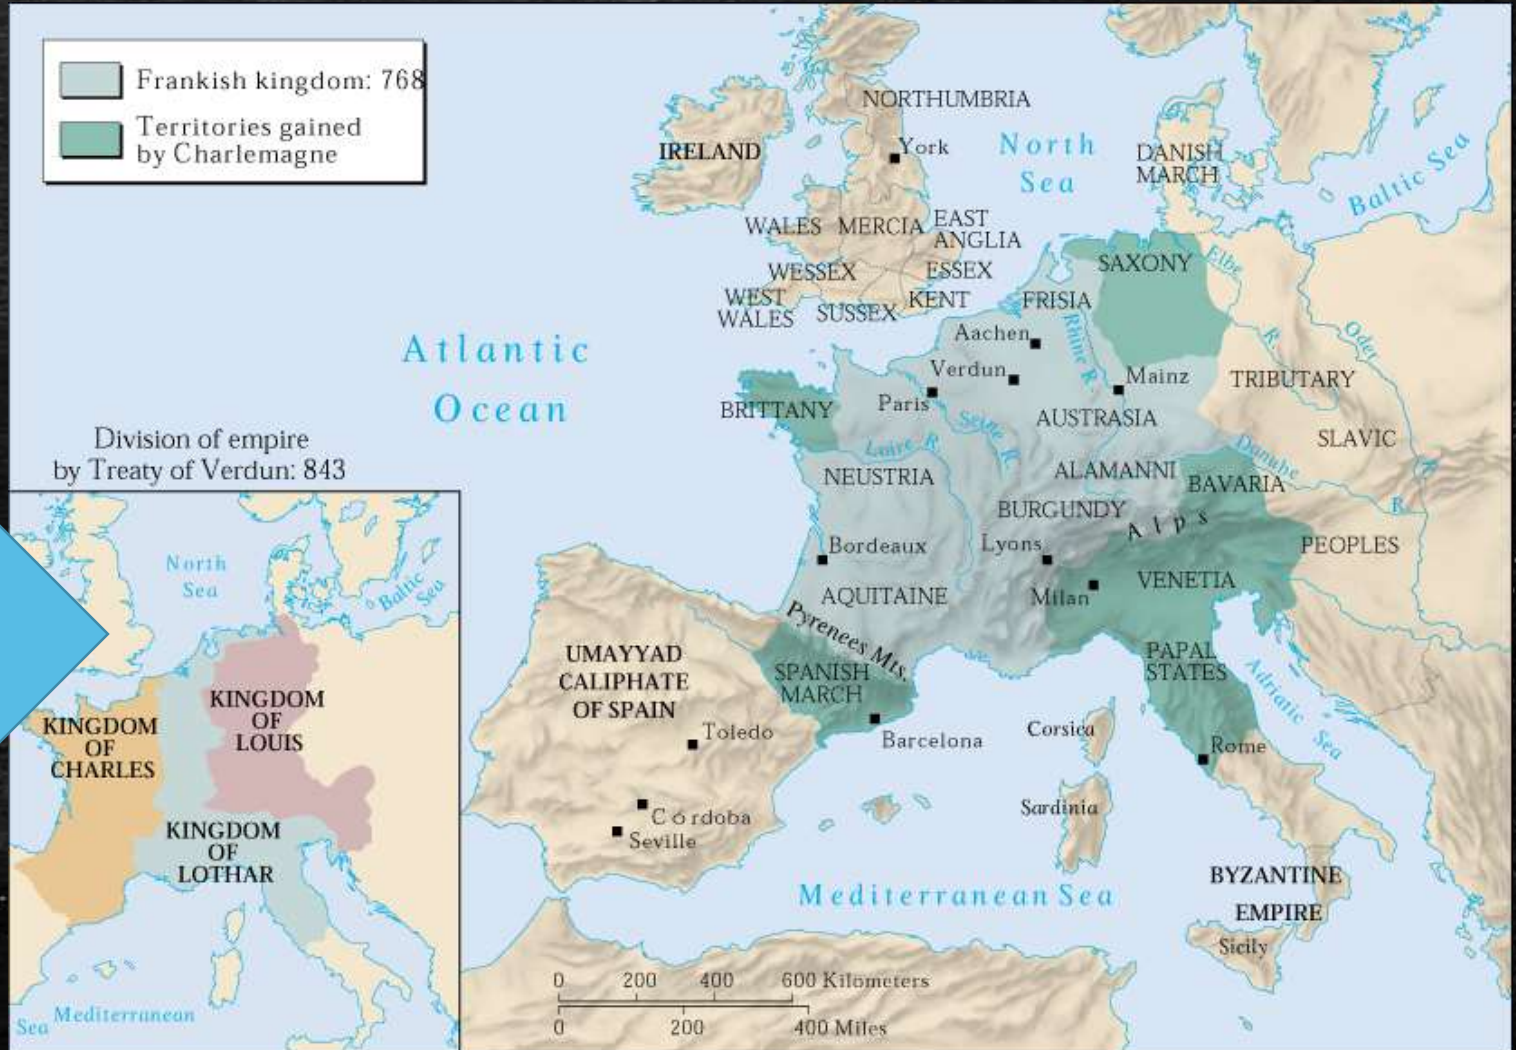 Frankish kingdom: 768
Territories gained
by Charlemagne
NORTHUMBRIA
IRELAND
York
North
Sea
DANISH
MARCH
Baltic Sea
WALES
MERCIA
EAST
ANGLIA
WESSEX
ESSEX
WEST
WALES
SUSSEX
KENT
FRISIA
SAXONY
Elbe
R.
Oder
R.
Atlantic
Ocean
Aachen
Rhine R.
Verdun
Mainz
TRIBUTARY
Paris
BRITTANY
Seine
R.
AUSTRASIA
SLAVIC
Loire R.
NEUSTRIA
ALAMANNI
Danube
R.
BAVARIA
BURGUNDY
Alps
PEOPLES
Bordeaux
Lyons
VENETIA
AQUITAINE
Milan
Pyrenees Mts.
UMAYYAD
CALIPHATE
OF SPAIN
SPANISH
MARCH
PAPAL
STATES
Adriatic
Sea
Toledo
Barcelona
Corsica
Rome
Córdoba
Seville
Sardinia
Mediterranean Sea
BYZANTINE
EMPIRE
Sicily
0 200 400 600 Kilometers
0 200 400 Miles
Division of empire
by Treaty of Verdun: 843
North
Sea
Baltic
Sea
KINGDOM
OF
CHARLES
KINGDOM
OF
LOUIS
KINGDOM
OF
LOTHAR
Mediterranean
Sea